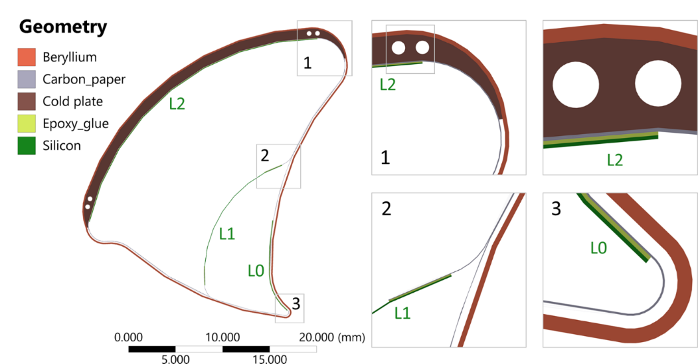 Geometry
Beryllium
Carbon_paper
Cold plate
Epoxy_glue
Silicon
L2
1
2
L1
L0
3
0.000 10.000 20.000 (mm)
5.000 15.000
L2
1
L2
2
L1
3
L0